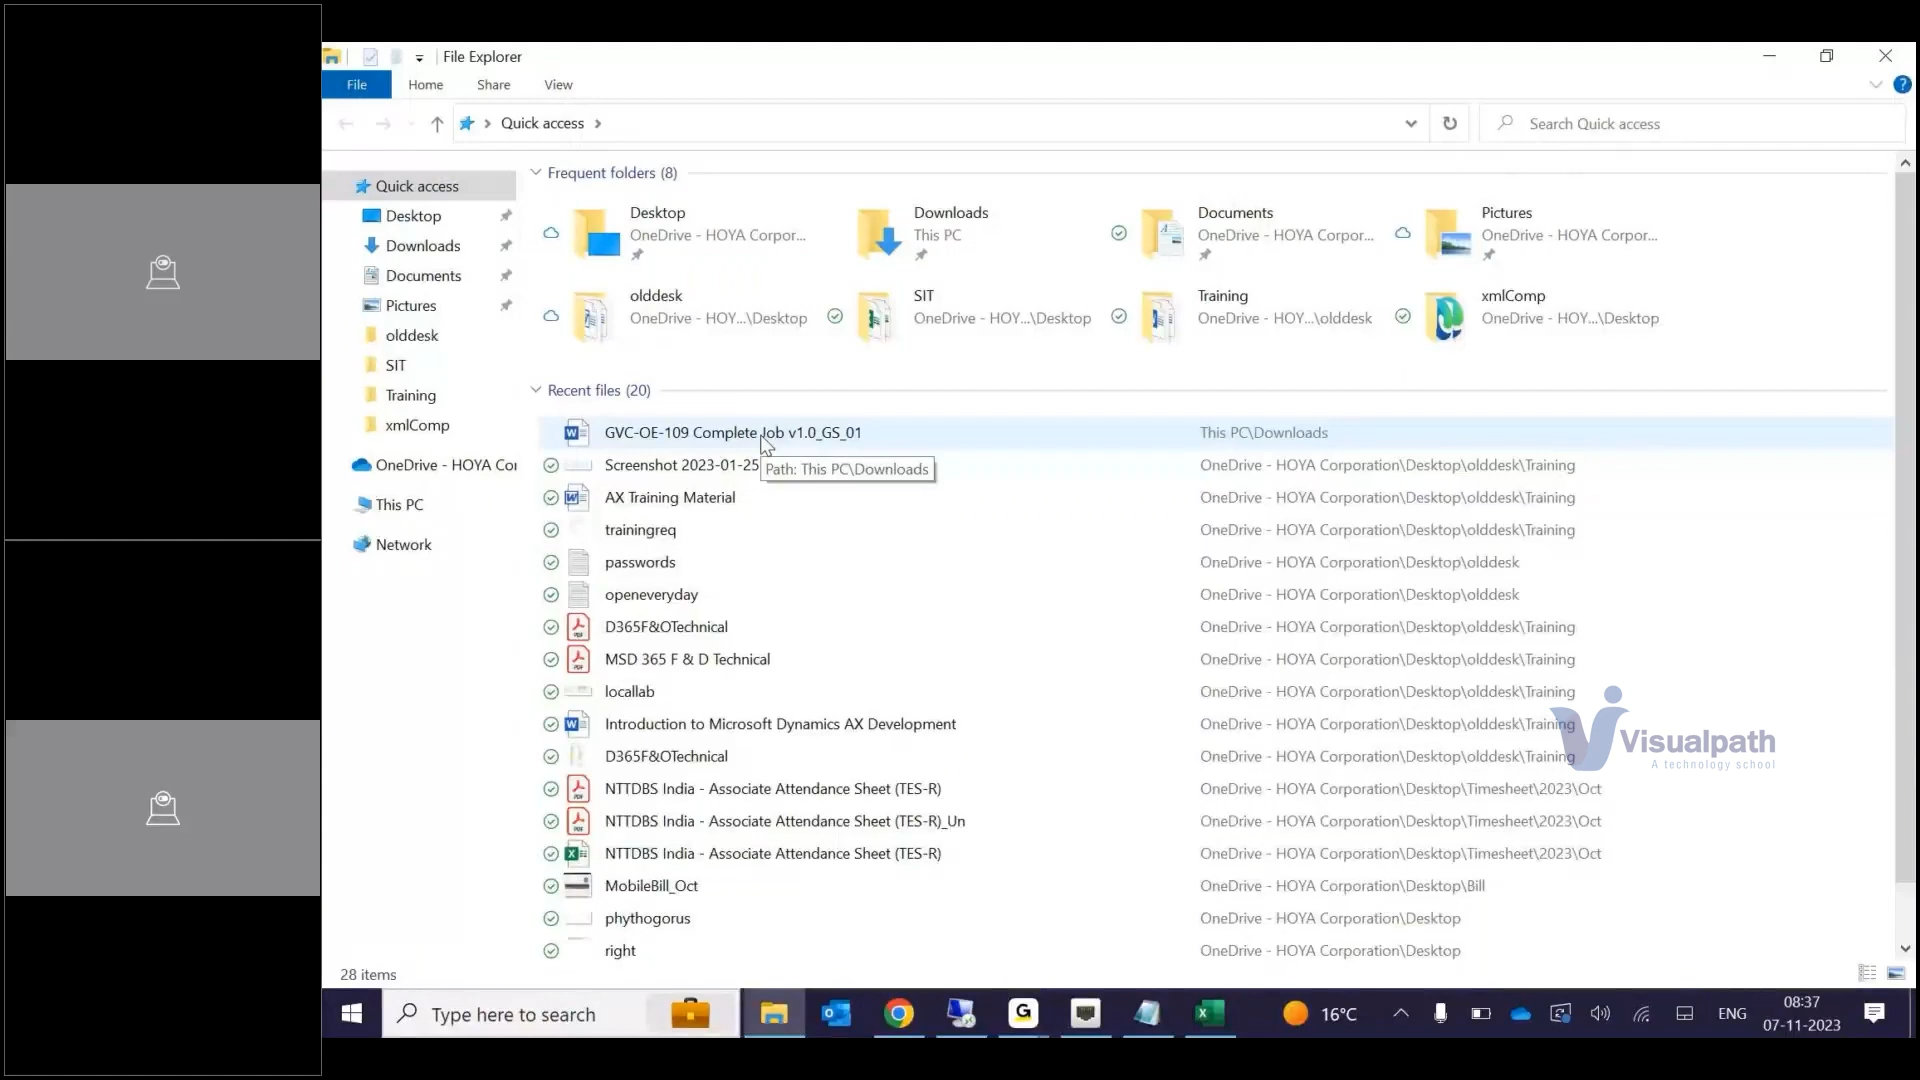 File Explorer
File Home Share View
Quick access
Search Quick access
Quick access
Desktop
Downloads
Documents
Pictures
olddesk
SIT
Training
xmlComp
OneDrive - HOYA Cor
This PC
Network
Frequent folders (8)
Desktop
OneDrive - HOYA Corpor...
Downloads
This PC
Documents
OneDrive - HOYA Corpor...
Pictures
OneDrive - HOYA Corpor...
olddesk
OneDrive - HOY...\Desktop
SIT
OneDrive - HOY...\Desktop
Training
OneDrive - HOY...\olddesk
xmlComp
OneDrive - HOY...\Desktop
Recent files (20)
GVC-OE-109 Complete Job v1.0_GS_01 This PC\Downloads
Screenshot 2023-01-25 OneDrive - HOYA Corporation\Desktop\olddesk\Training
Path: This PC\Downloads
AX Training Material OneDrive - HOYA Corporation\Desktop\olddesk\Training
trainingreq OneDrive - HOYA Corporation\Desktop\olddesk\Training
passwords OneDrive - HOYA Corporation\Desktop\olddesk
openeveryday OneDrive - HOYA Corporation\Desktop\olddesk
D365F&OTechnical OneDrive - HOYA Corporation\Desktop\olddesk\Training
MSD 365 F & D Technical OneDrive - HOYA Corporation\Desktop\olddesk\Training
locallab OneDrive - HOYA Corporation\Desktop\olddesk\Training
Introduction to Microsoft Dynamics AX Development OneDrive - HOYA Corporation\Desktop\olddesk\Training
D365F&OTechnical OneDrive - HOYA Corporation\Desktop\olddesk\Training
NTTDBS India - Associate Attendance Sheet (TES-R) OneDrive - HOYA Corporation\Desktop\Timesheet\2023\Oct
NTTDBS India - Associate Attendance Sheet (TES-R)_Un OneDrive - HOYA Corporation\Desktop\Timesheet\2023\Oct
NTTDBS India - Associate Attendance Sheet (TES-R) OneDrive - HOYA Corporation\Desktop\Timesheet\2023\Oct
MobileBill_Oct OneDrive - HOYA Corporation\Desktop\Bill
phythogorus OneDrive - HOYA Corporation\Desktop
right OneDrive - HOYA Corporation\Desktop
Visualpath
A technology school
28 items
Type here to search
16°C
ENG
08:37
07-11-2023